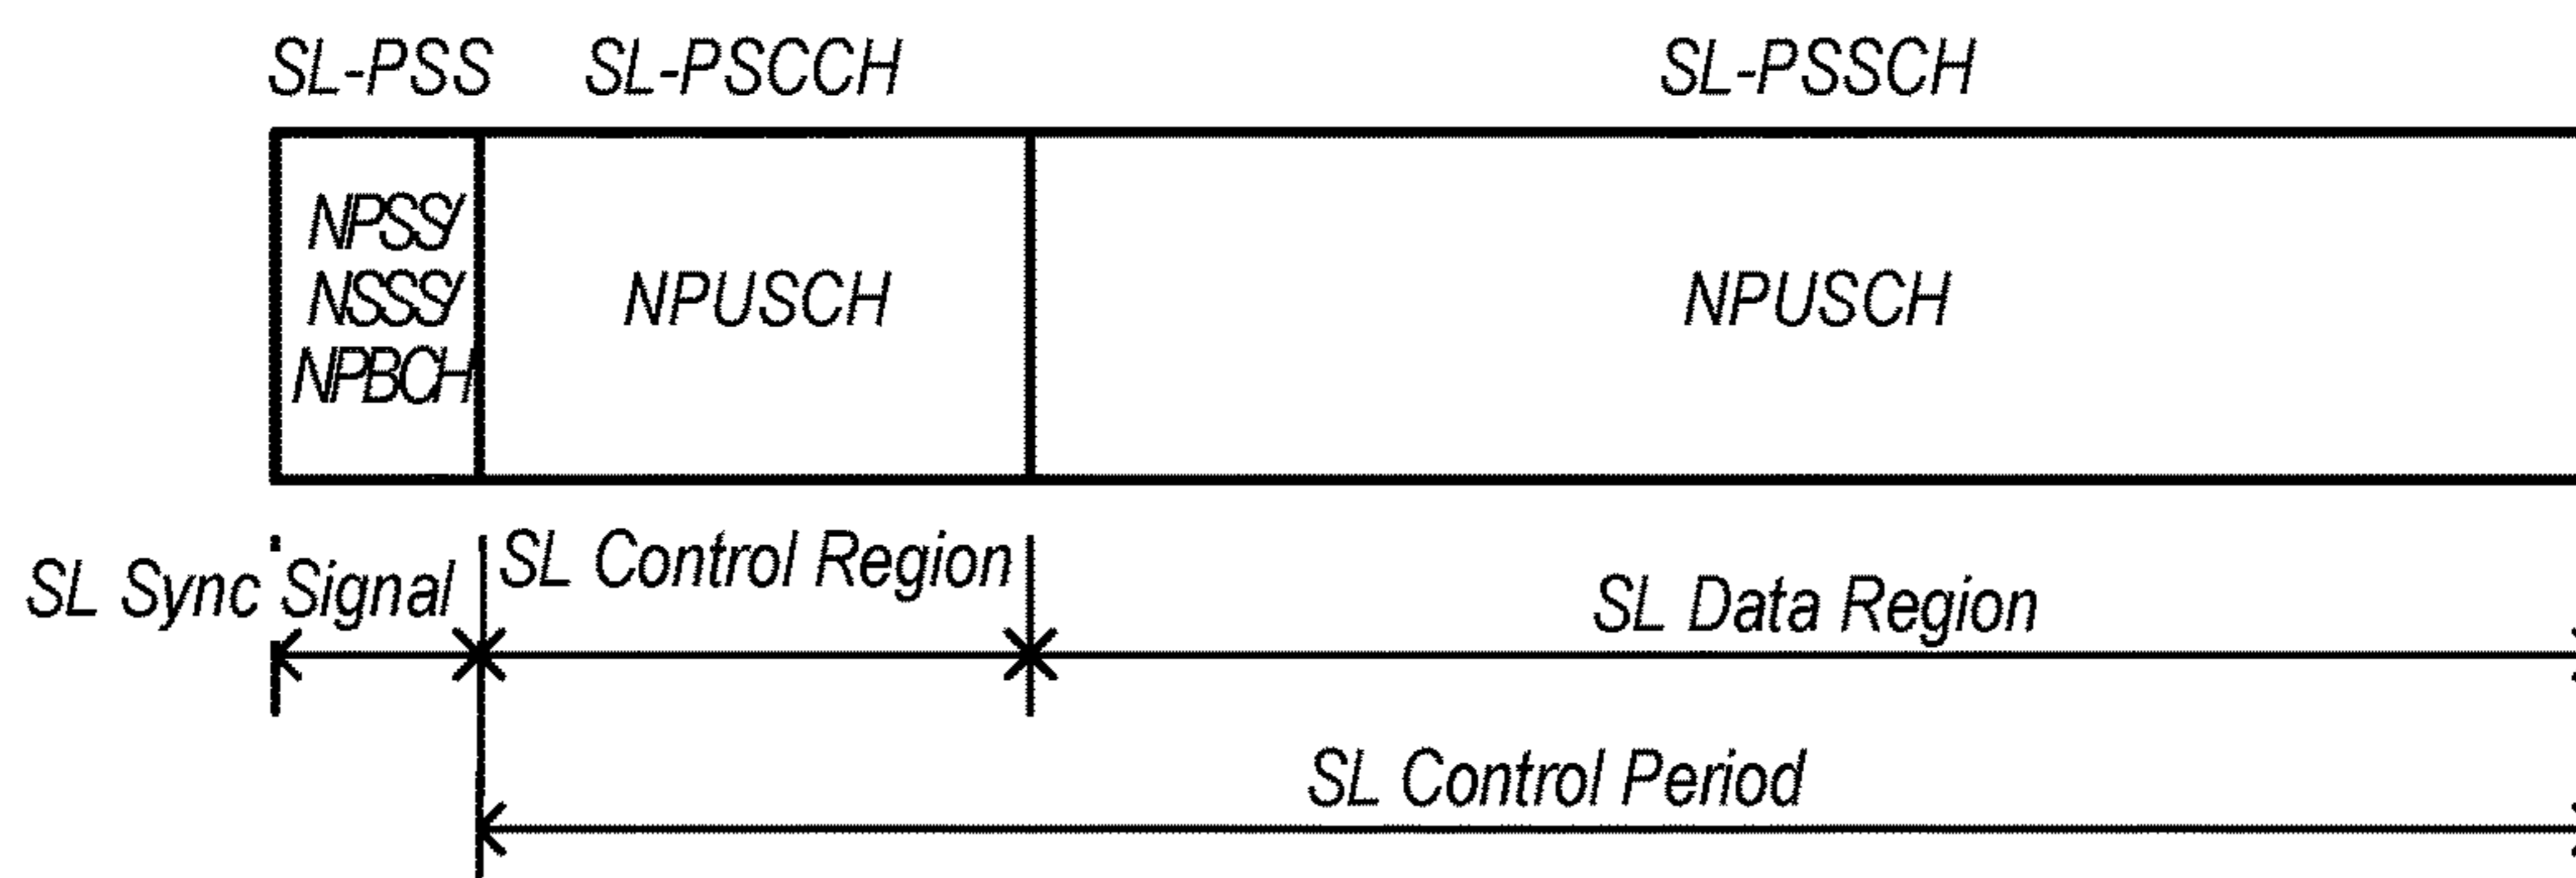 SL-PSS SL-PSCCH SL-PSSCH
NPSS/
NSSS/
NPBCH
NPUSCH
NPUSCH
SL Sync Signal
SL Control Region
SL Data Region
SL Control Period